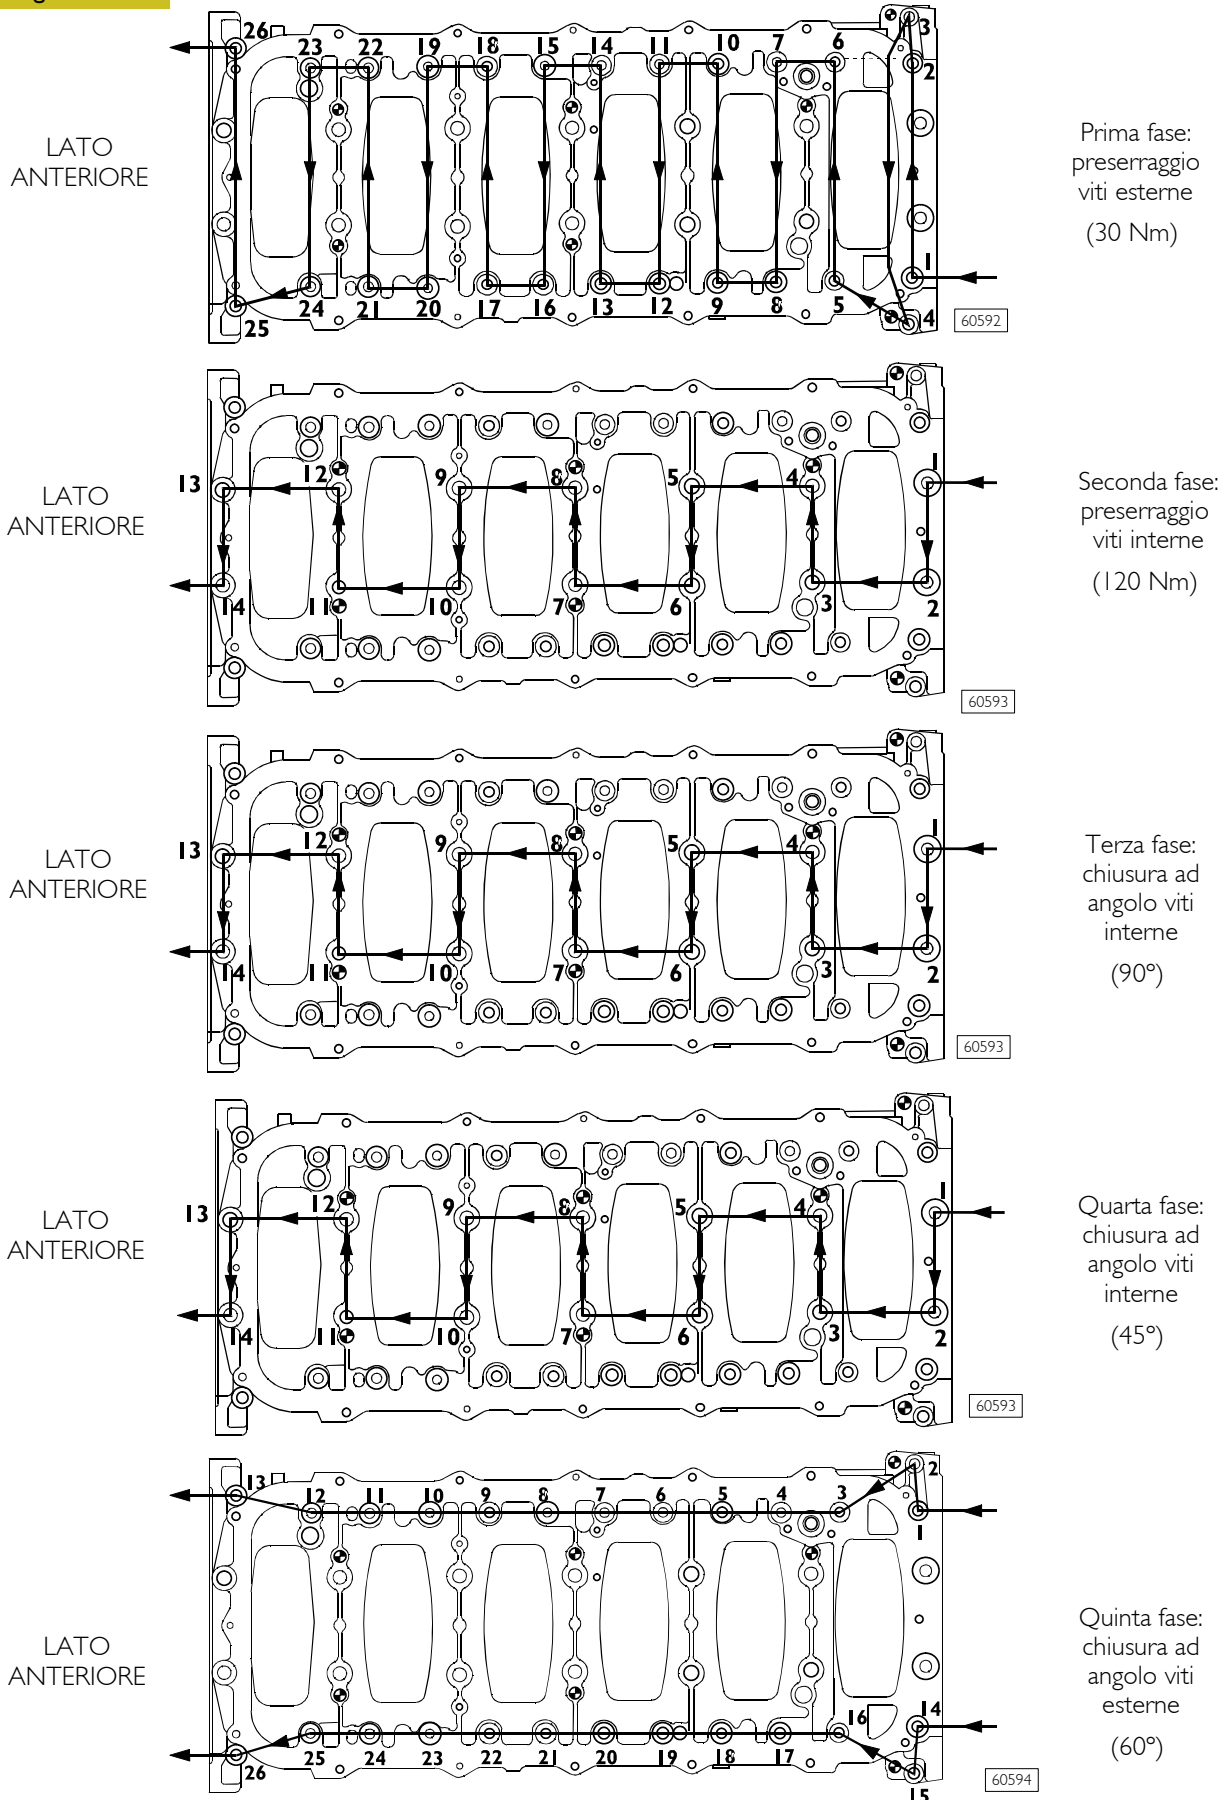 26 23 22 19 18 15 14 11 10 7 6 3
2
LATO
ANTERIORE
Prima fase:
preserraggio
viti esterne
(30 Nm)
1
25 24 21 20 17 16 13 12 9 8 5 4
60592
13 12 9 8 5 4 1
LATO
ANTERIORE
Seconda fase:
preserraggio
viti interne
(120 Nm)
14 11 10 7 6 3 2
60593
13 12 9 8 5 4 1
LATO
ANTERIORE
Terza fase:
chiusura ad
angolo viti
interne
(90°)
14 11 10 7 6 3 2
60593
13 12 9 8 5 4 1
LATO
ANTERIORE
Quarta fase:
chiusura ad
angolo viti
interne
(45°)
14 11 10 7 6 3 2
60593
13 12 11 10 9 8 7 6 5 4 3 2
1
LATO
ANTERIORE
Quinta fase:
chiusura ad
angolo viti
esterne
(60°)
16 14
26 25 24 23 22 21 20 19 18 17
60594
15